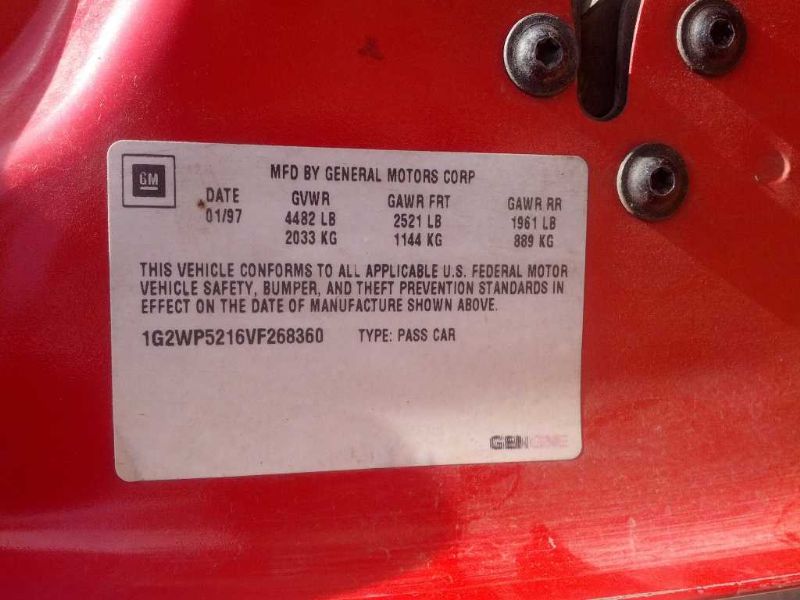 GM
MFD BY GENERAL MOTORS CORP
DATE GVWR GAWR FRT GAWR RR
01/97 4482 LB 2521 LB 1961 LB
2033 KG 1144 KG 889 KG
THIS VEHICLE CONFORMS TO ALL APPLICABLE U.S. FEDERAL MOTOR
VEHICLE SAFETY, BUMPER, AND THEFT PREVENTION STANDARDS IN
EFFECT ON THE DATE OF MANUFACTURE SHOWN ABOVE.
1G2WP5216VF268360 TYPE: PASS CAR